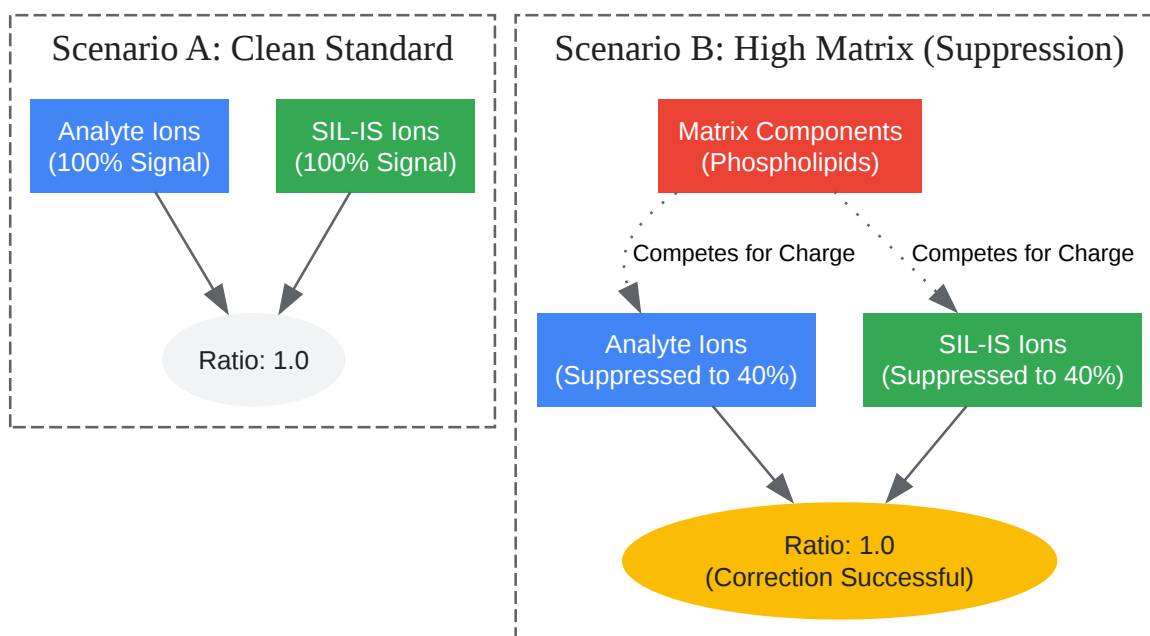 Scenario A: Clean Standard
Analyte Ions
(100% Signal)
SIL-IS Ions
(100% Signal)
Ratio: 1.0
Scenario B: High Matrix (Suppression)
Matrix Components
(Phospholipids)
Competes for Charge
Competes for Charge
Analyte Ions
(Suppressed to 40%)
SIL-IS Ions
(Suppressed to 40%)
Ratio: 1.0
(Correction Successful)